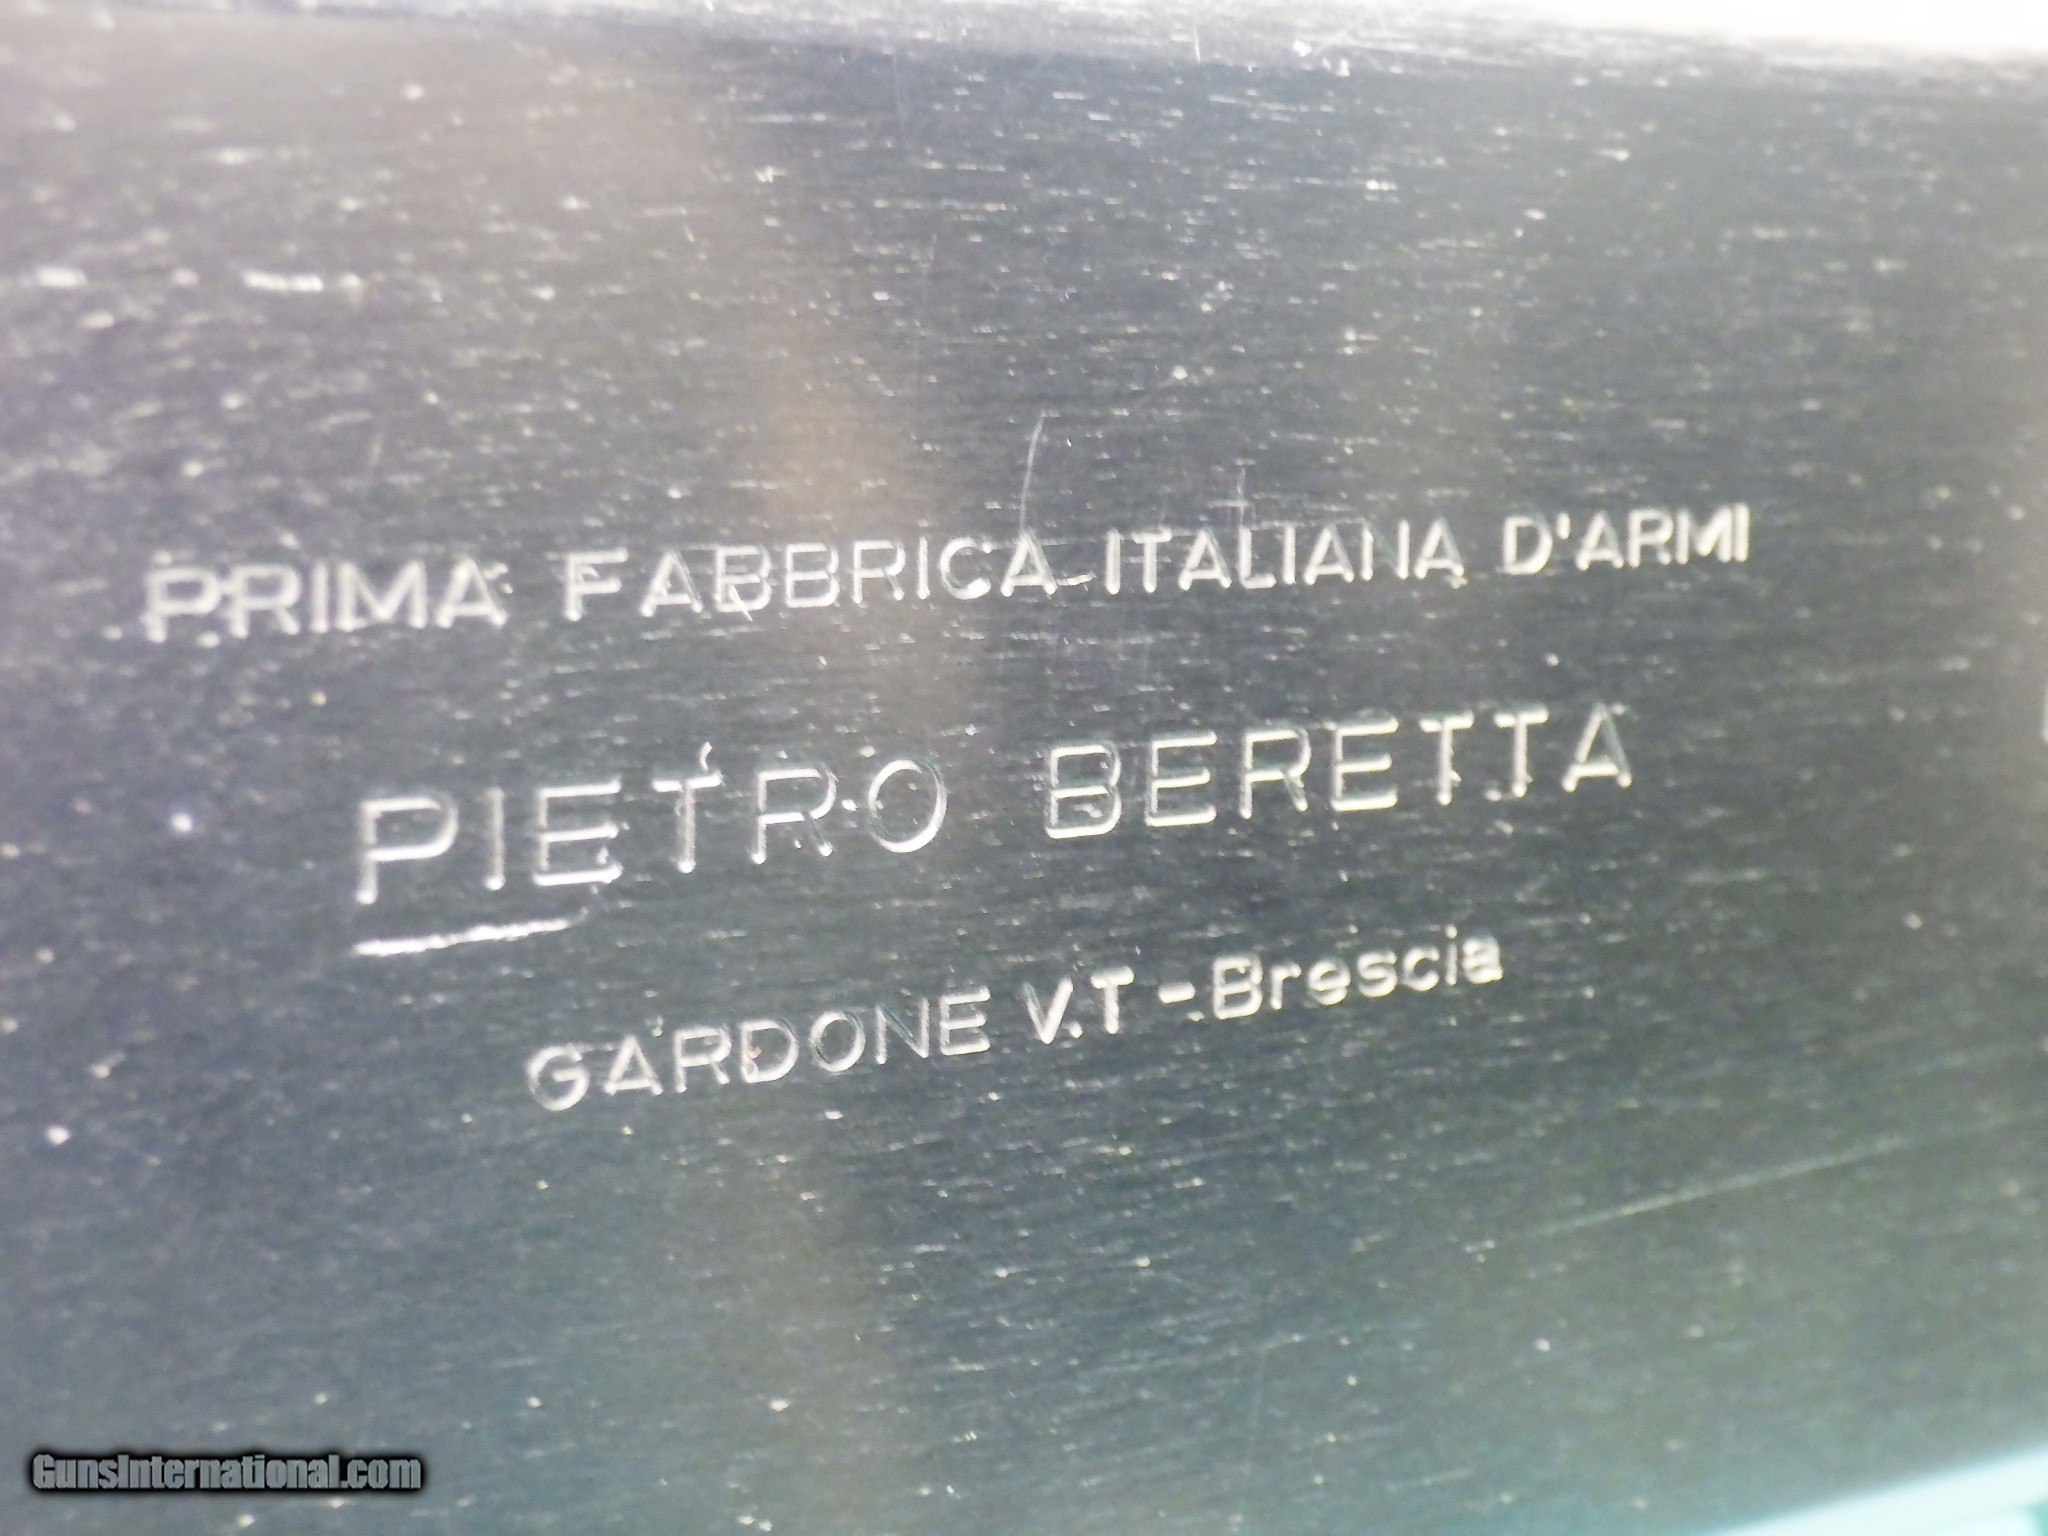 PRIMA FABBRICA ITALIANA D'ARMI
PIETRO BERETTA
GARDONE V.T - Brescia
GunsInternational.com